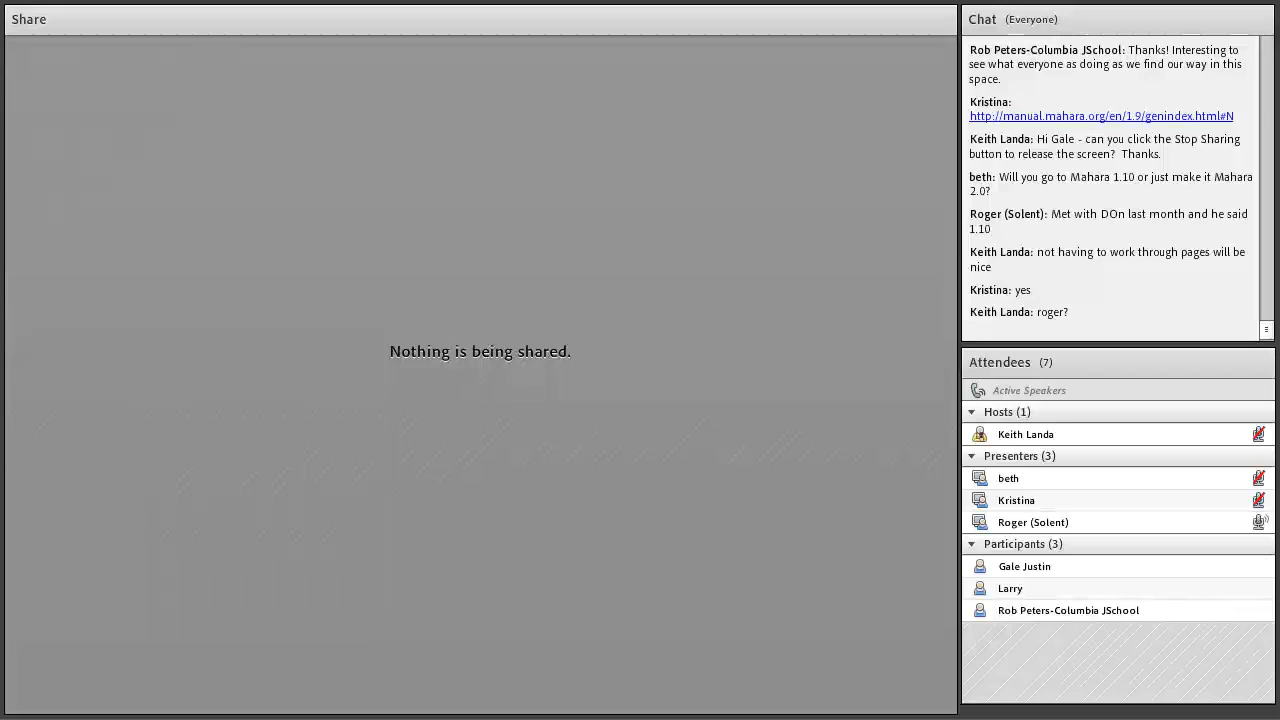 Share
Nothing is being shared.
Chat (Everyone)
Rob Peters-Columbia JSchool: Thanks! Interesting to
see what everyone as doing as we find our way in this
space.
Kristina:
http://manual.mahara.org/en/1.9/genindex.html#N
Keith Landa: Hi Gale - can you click the Stop Sharing
button to release the screen? Thanks.
beth: Will you go to Mahara 1.10 or just make it Mahara
2.0?
Roger (Solent): Met with DOn last month and he said
1.10
Keith Landa: not having to work through pages will be
nice
Kristina: yes
Keith Landa: roger?
Attendees (7)
Active Speakers
Hosts (1)
Keith Landa
Presenters (3)
beth
Kristina
Roger (Solent)
Participants (3)
Gale Justin
Larry
Rob Peters-Columbia JSchool